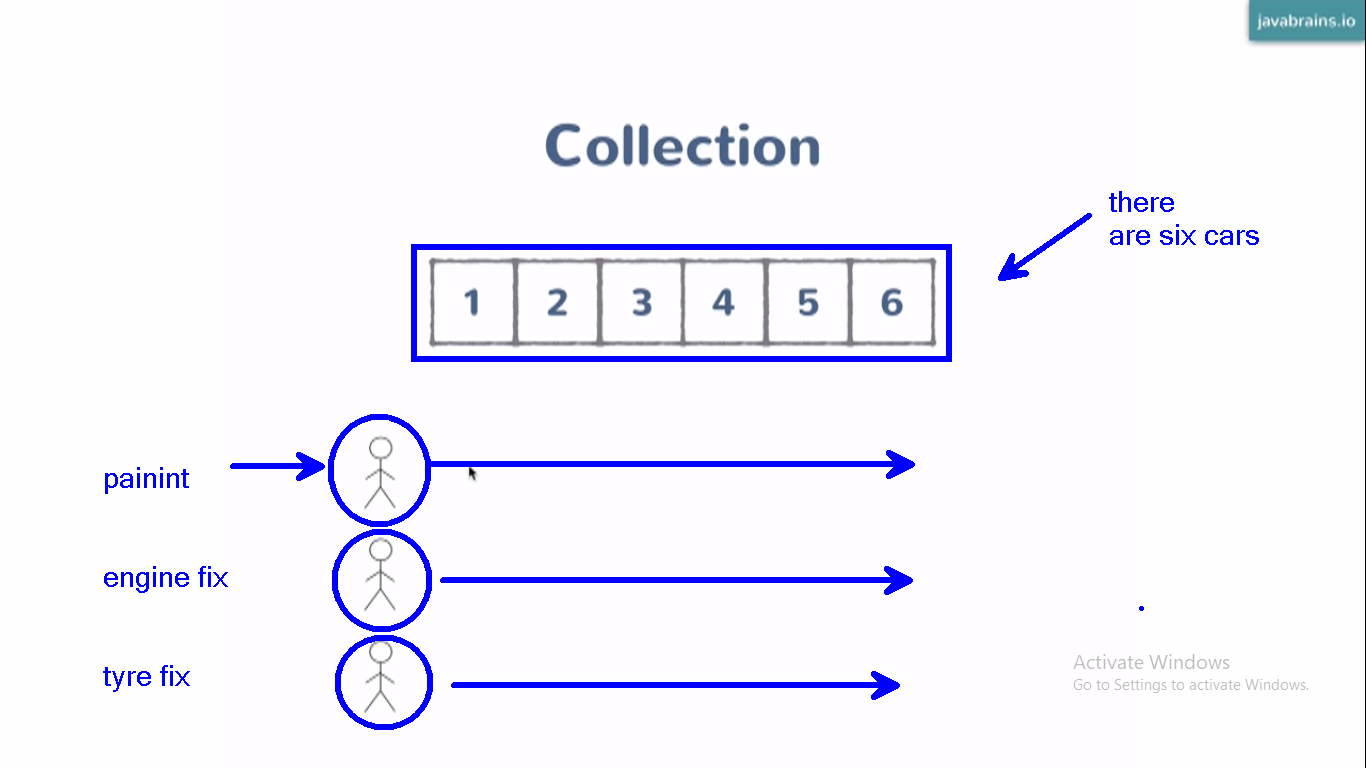 javabrains.io
Collection
there
are six cars
1 2 3 4 5 6
painint
engine fix
tyre fix
Activate Windows
Go to Settings to activate Windows.